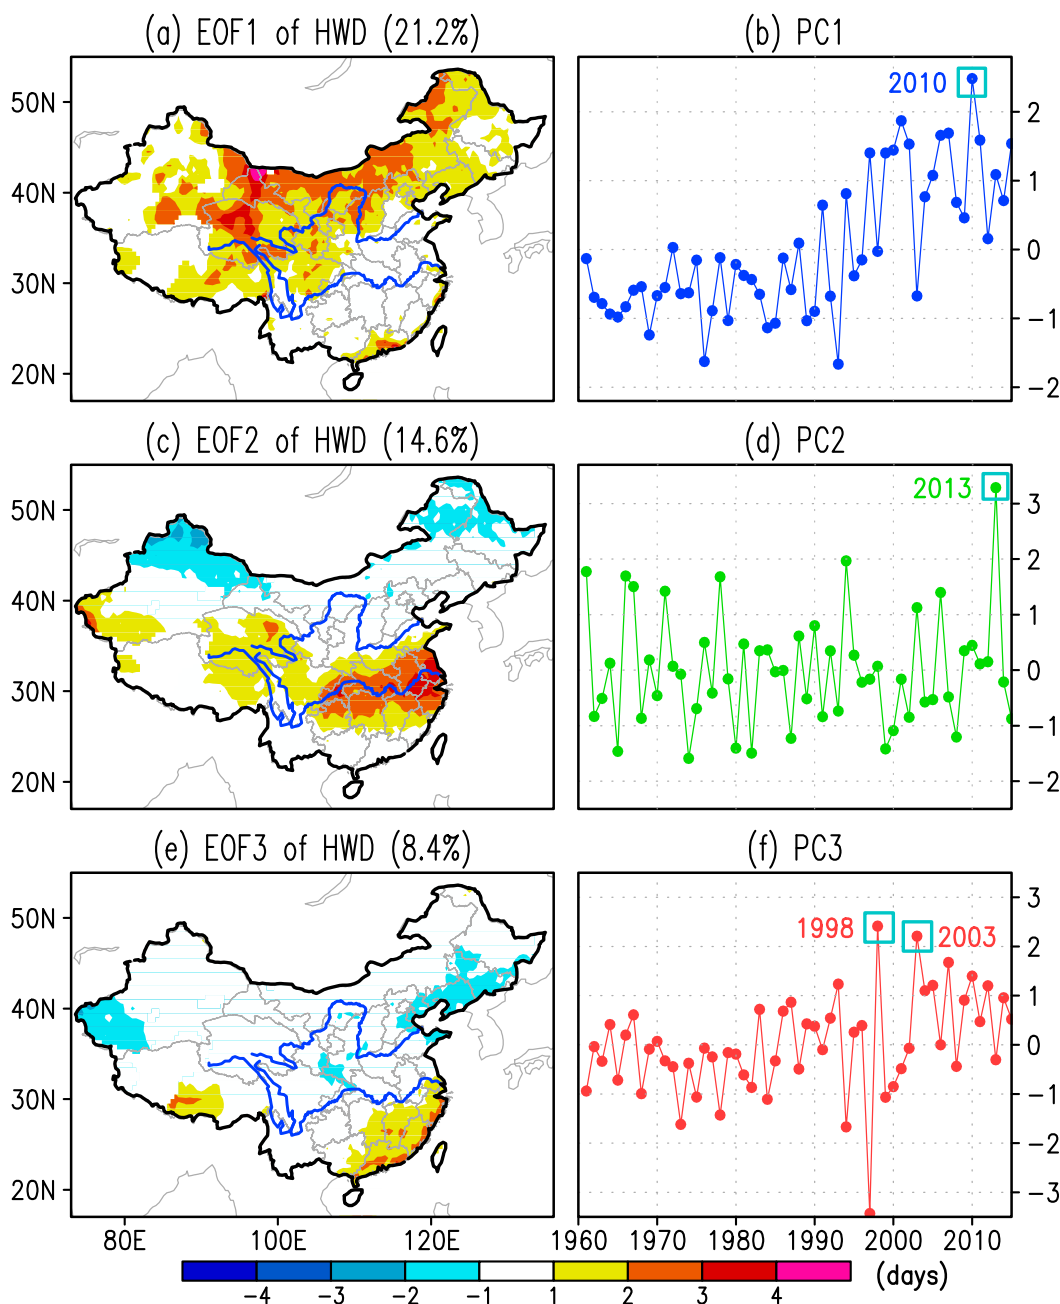 (a) EOF1 of HWD (21.2%)
(b) PC1
50N
40N
30N
20N
2010
2
1
0
-1
-2
(c) EOF2 of HWD (14.6%)
(d) PC2
50N
40N
30N
20N
2013
3
2
1
0
-1
-2
(e) EOF3 of HWD (8.4%)
(f) PC3
50N
40N
30N
20N
80E 100E 120E
1998 2003
3
2
1
0
-1
-2
-3
1960 1970 1980 1990 2000 2010
-4 -3 -2 -1 1 2 3 4 (days)